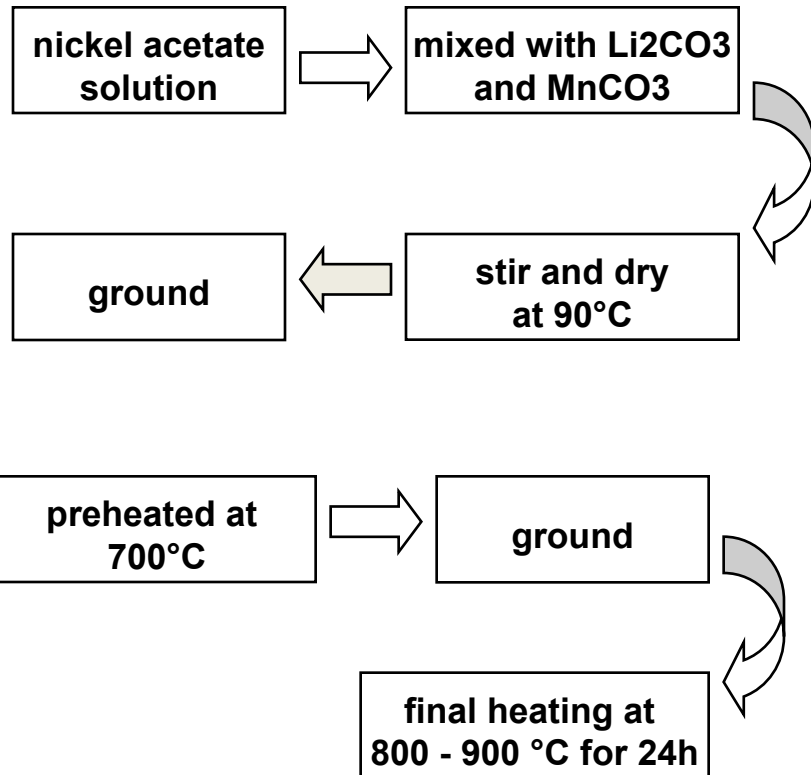 nickel acetate
solution
mixed with Li2CO3
and MnCO3
stir and dry
at 90°C
ground
preheated at
700°C
ground
final heating at
800 - 900 °C for 24h